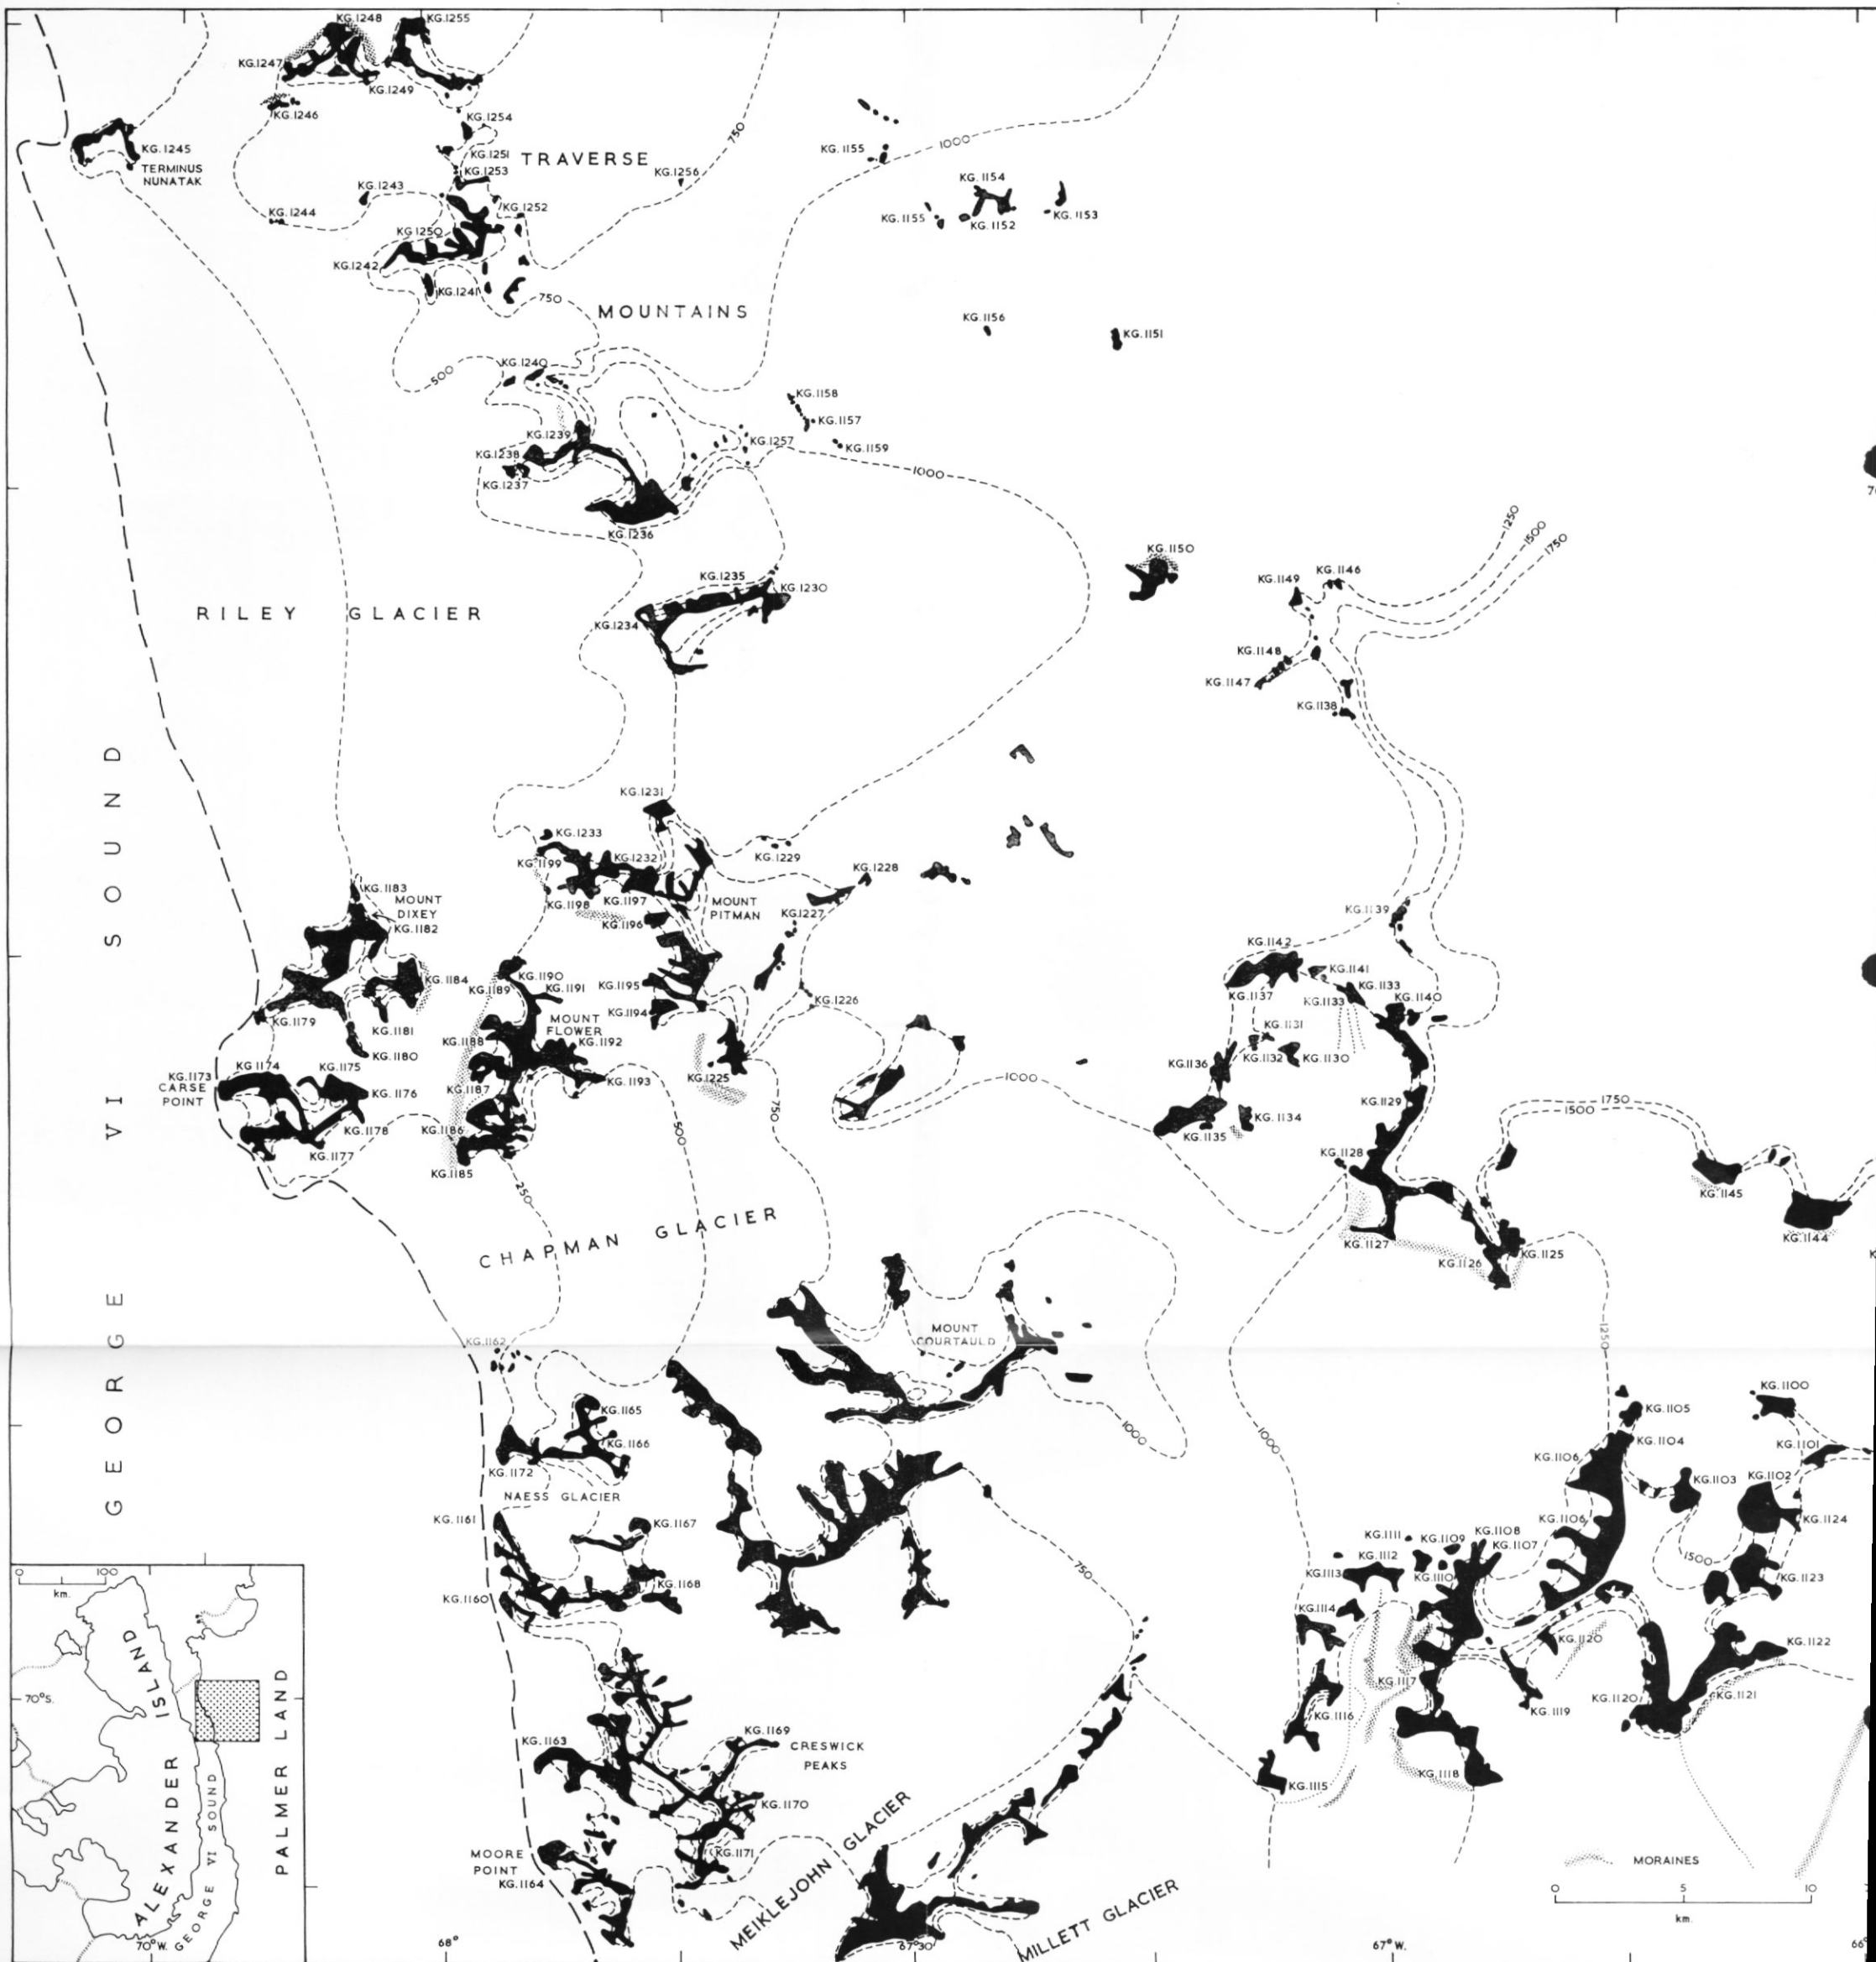 KG.1248
KG.1255
KG.1247
KG.1249
KG.1246
KG.1254
KG.1245
TERMINUS
NUNATAK
KG.1251
KG.1253
TRAVERSE
750
KG.1256
KG.1155
1000
KG.1154
KG.1243
KG.1252
KG.1155
KG.1152
KG.1153
KG.1244
KG.1250
KG.1242
KG.1241
750
MOUNTAINS
KG.1156
KG.1151
KG.1240
500
KG.1158
KG.1157
KG.1239
KG.1257
KG.1159
KG.1238
1000
KG.1237
KG.1236
1250
1500
1750
KG.1150
KG.1235
KG.1230
KG.1149
KG.1146
RILEY GLACIER
KG.1234
KG.1148
KG.1147
KG.1138
KG.1231
KG.1233
KG.1199
KG.1232
KG.1229
KG.1228
KG.1183
MOUNT
DIXEY
KG.1182
KG.1198
KG.1197
MOUNT
PITMAN
KG.1196
KG.1227
KG.1139
KG.1142
KG.1184
KG.1190
KG.1189
KG.1191
KG.1195
KG.1141
KG.1137
KG.1133
KG.1133
KG.1140
KG.1226
KG.1179
KG.1181
MOUNT
FLOWER
KG.1194
KG.1188
KG.1192
KG.1131
KG.1132
KG.1130
KG.1180
KG.1136
KG.1173
KG.1174
KG.1175
CARSE
POINT
KG.1176
KG.1187
KG.1193
KG.1225
1000
750
KG.1129
1750
1500
KG.1134
KG.1178
KG.1186
500
KG.1135
KG.1177
KG.1185
KG.1128
250
KG.1145
CHAPMAN GLACIER
KG.1144
KG.1127
KG.1126
KG.1125
GEORGE VI SOUND
KG.1162
MOUNT
COURTAULD
1250
KG.1100
KG.1165
1000
1000
KG.1105
KG.1104
KG.1101
KG.1166
KG.1106
KG.1172
KG.1103
KG.1102
NAESS GLACIER
KG.1161
KG.1167
KG.1106
KG.1124
KG.1111
KG.1109
KG.1108
KG.1107
KG.1112
1500
750
KG.1113
KG.1110
KG.1123
KG.1168
KG.1160
KG.1114
KG.1120
KG.1122
KG.1117
KG.1120
KG.1121
KG.1116
KG.1119
KG.1163
KG.1169
CRESWICK
PEAKS
KG.1115
KG.1118
KG.1170
MOORE
POINT
KG.1164
KG.1171
MEIKLEJOHN GLACIER
MILLETT GLACIER
MORAINES
0 5 10
km.
68°
67°30'
67°W.
66°
0 100
km.
70°S.
ALEXANDER ISLAND
GEORGE VI SOUND
PALMER LAND
70°W.